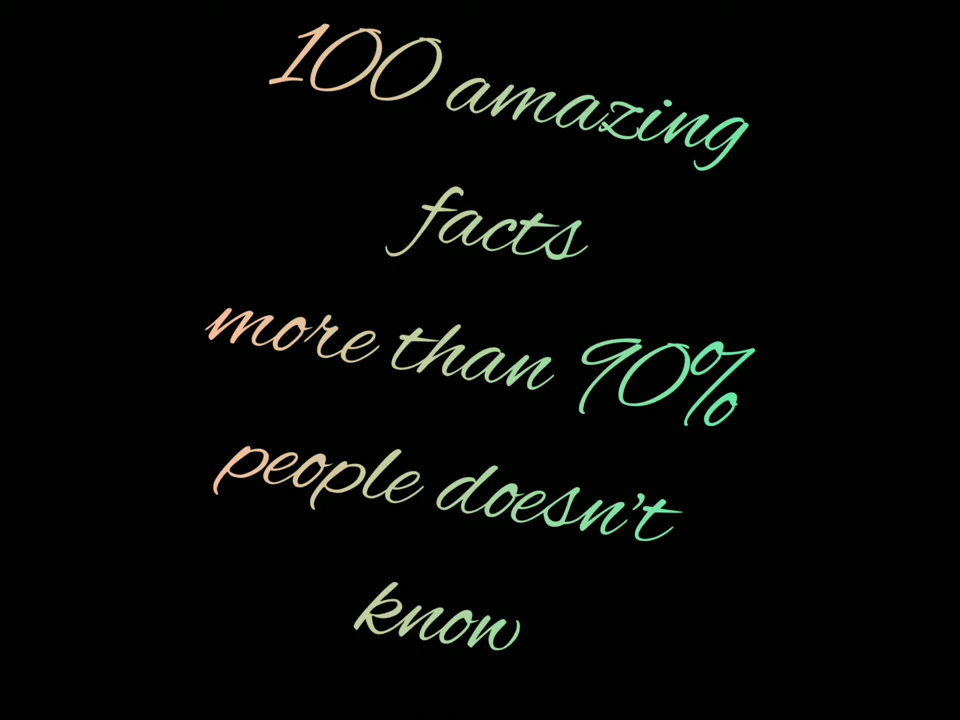 100 amazing
facts
more than 90%
people doesn't
know